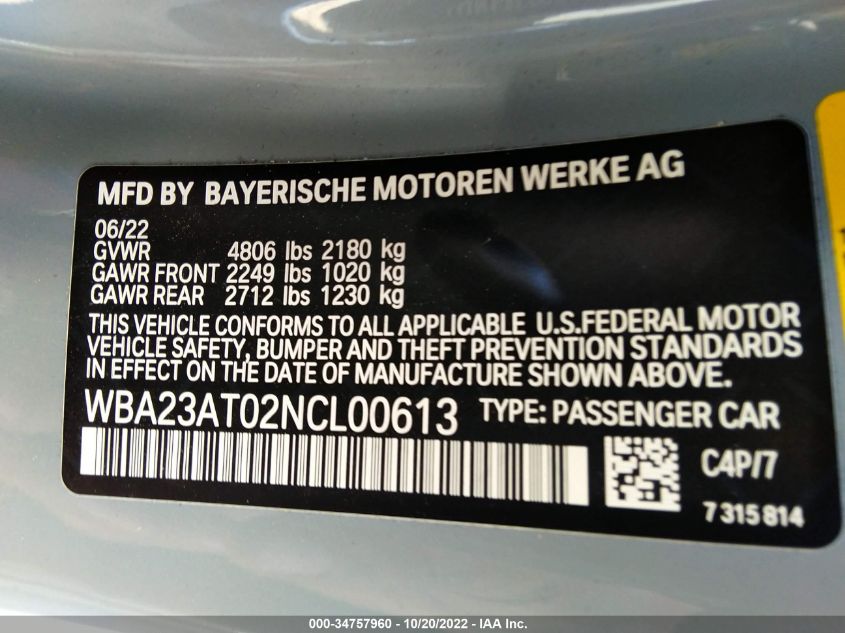 MFD BY BAYERISCHE MOTOREN WERKE AG
06/22
GVWR 4806 lbs 2180 kg
GAWR FRONT 2249 lbs 1020 kg
GAWR REAR 2712 lbs 1230 kg
THIS VEHICLE CONFORMS TO ALL APPLICABLE U.S.FEDERAL MOTOR
VEHICLE SAFETY, BUMPER AND THEFT PREVENTION STANDARDS
IN EFFECT ON THE DATE OF MANUFACTURE SHOWN ABOVE.
WBA23AT02NCL00613 TYPE: PASSENGER CAR
C4P/7
7315814
000-34757960 - 10/20/2022 - IAA Inc.